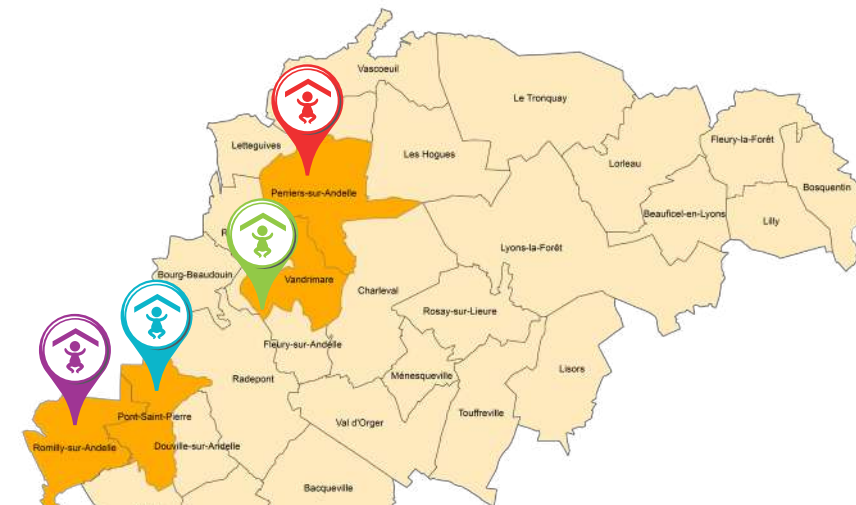 Vascoeuil
Le Tronquay
Letteguives
Les Hogues
Fleury-la-Forêt
Lorleau
Bosquentin
Perriers-sur-Andelle
Beauficel-en-Lyons
Lilly
Lyons-la-Forêt
Bourg-Beaudouin
Vandrimare
Charleval
Rosay-sur-Lieure
Fleury-sur-Andelle
Ménesqueville
Lisors
Radepont
Pont-Saint-Pierre
Touffreville
Val d'Orger
Romilly-sur-Andelle
Douville-sur-Andelle
Bacqueville